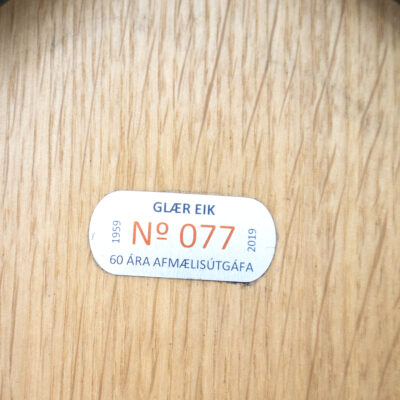 GLÆR EIK
1959
Nº 077
2019
60 ÁRA AFMÆLISÚTGÁFA